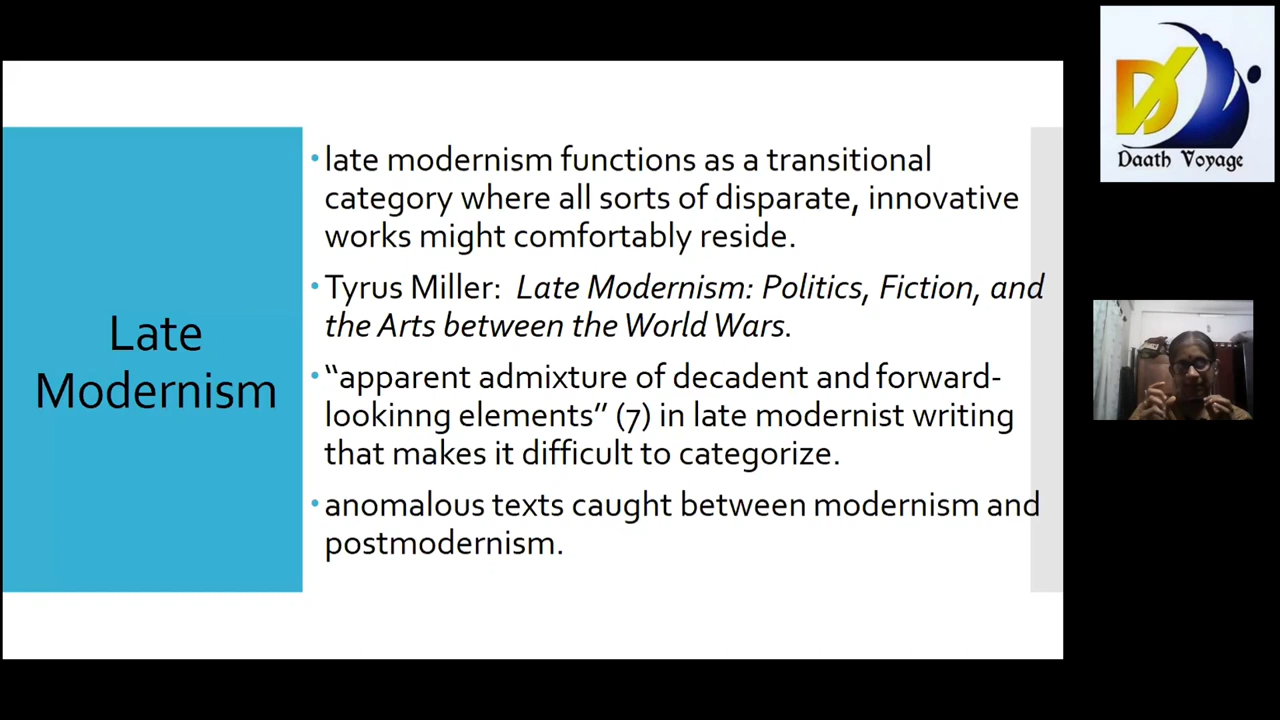 Late
Modernism
• late modernism functions as a transitional
category where all sorts of disparate, innovative
works might comfortably reside.
• Tyrus Miller: Late Modernism: Politics, Fiction, and
the Arts between the World Wars.
• “apparent admixture of decadent and forward-
lookinng elements” (7) in late modernist writing
that makes it difficult to categorize.
• anomalous texts caught between modernism and
postmodernism.
Daath Voyage